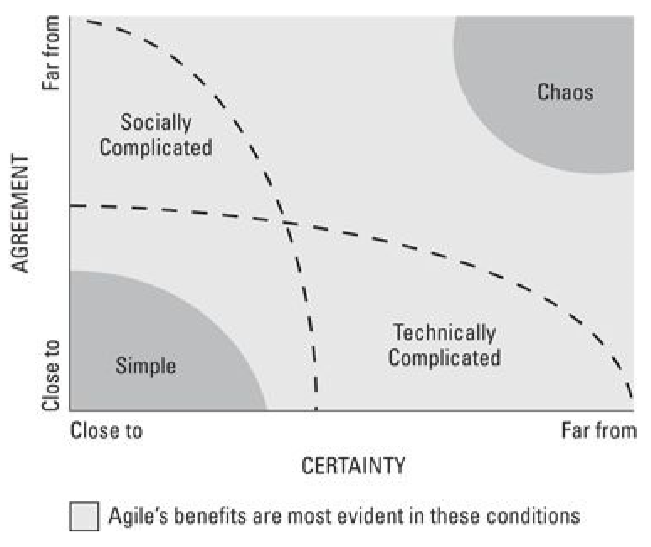 Far from
Socially
Complicated
Chaos
AGREEMENT
Technically
Complicated
Simple
Close to
Close to
Far from
CERTAINTY
Agile's benefits are most evident in these conditions